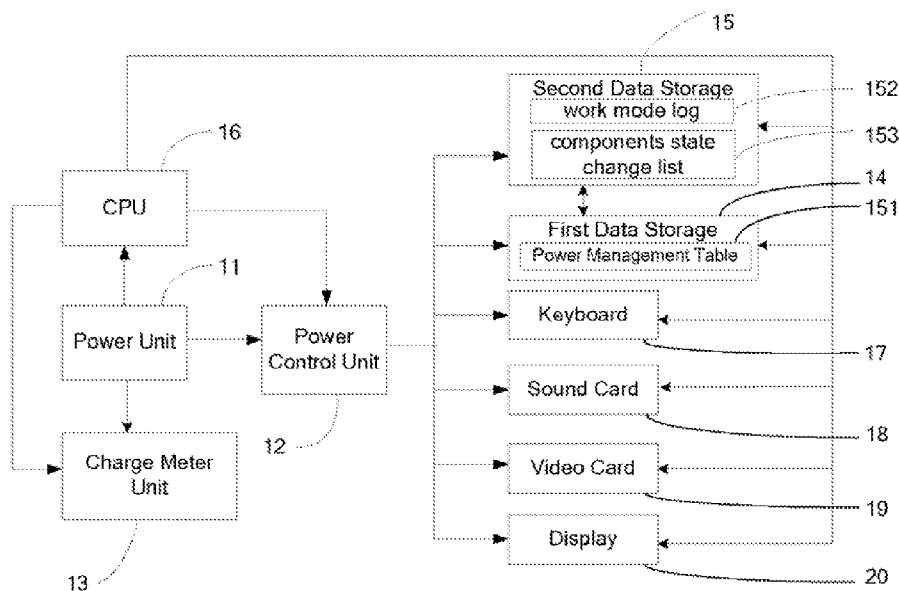 15
Second Data Storage
work mode log
152
components state
change list
153
16
CPU
14
151
First Data Storage
Power Management Table
11
Power Unit
Power
Control Unit
12
Keyboard
17
Sound Card
18
Charge Meter
Unit
13
Video Card
19
Display
20